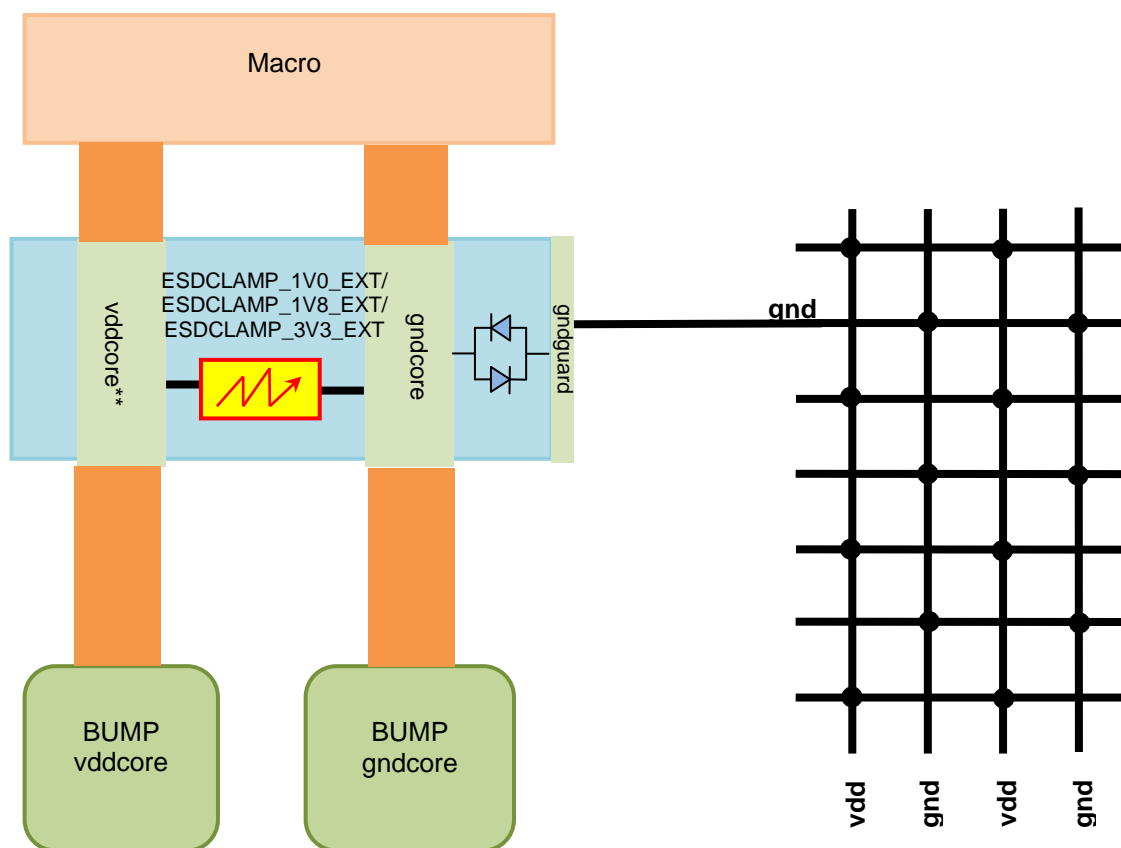 Macro
ESDCLAMP_1V0_EXT/
ESDCLAMP_1V8_EXT/
ESDCLAMP_3V3_EXT
vddcore**
gndcore
gndguard
gnd
BUMP
vddcore
BUMP
gndcore
vdd
gnd
vdd
gnd